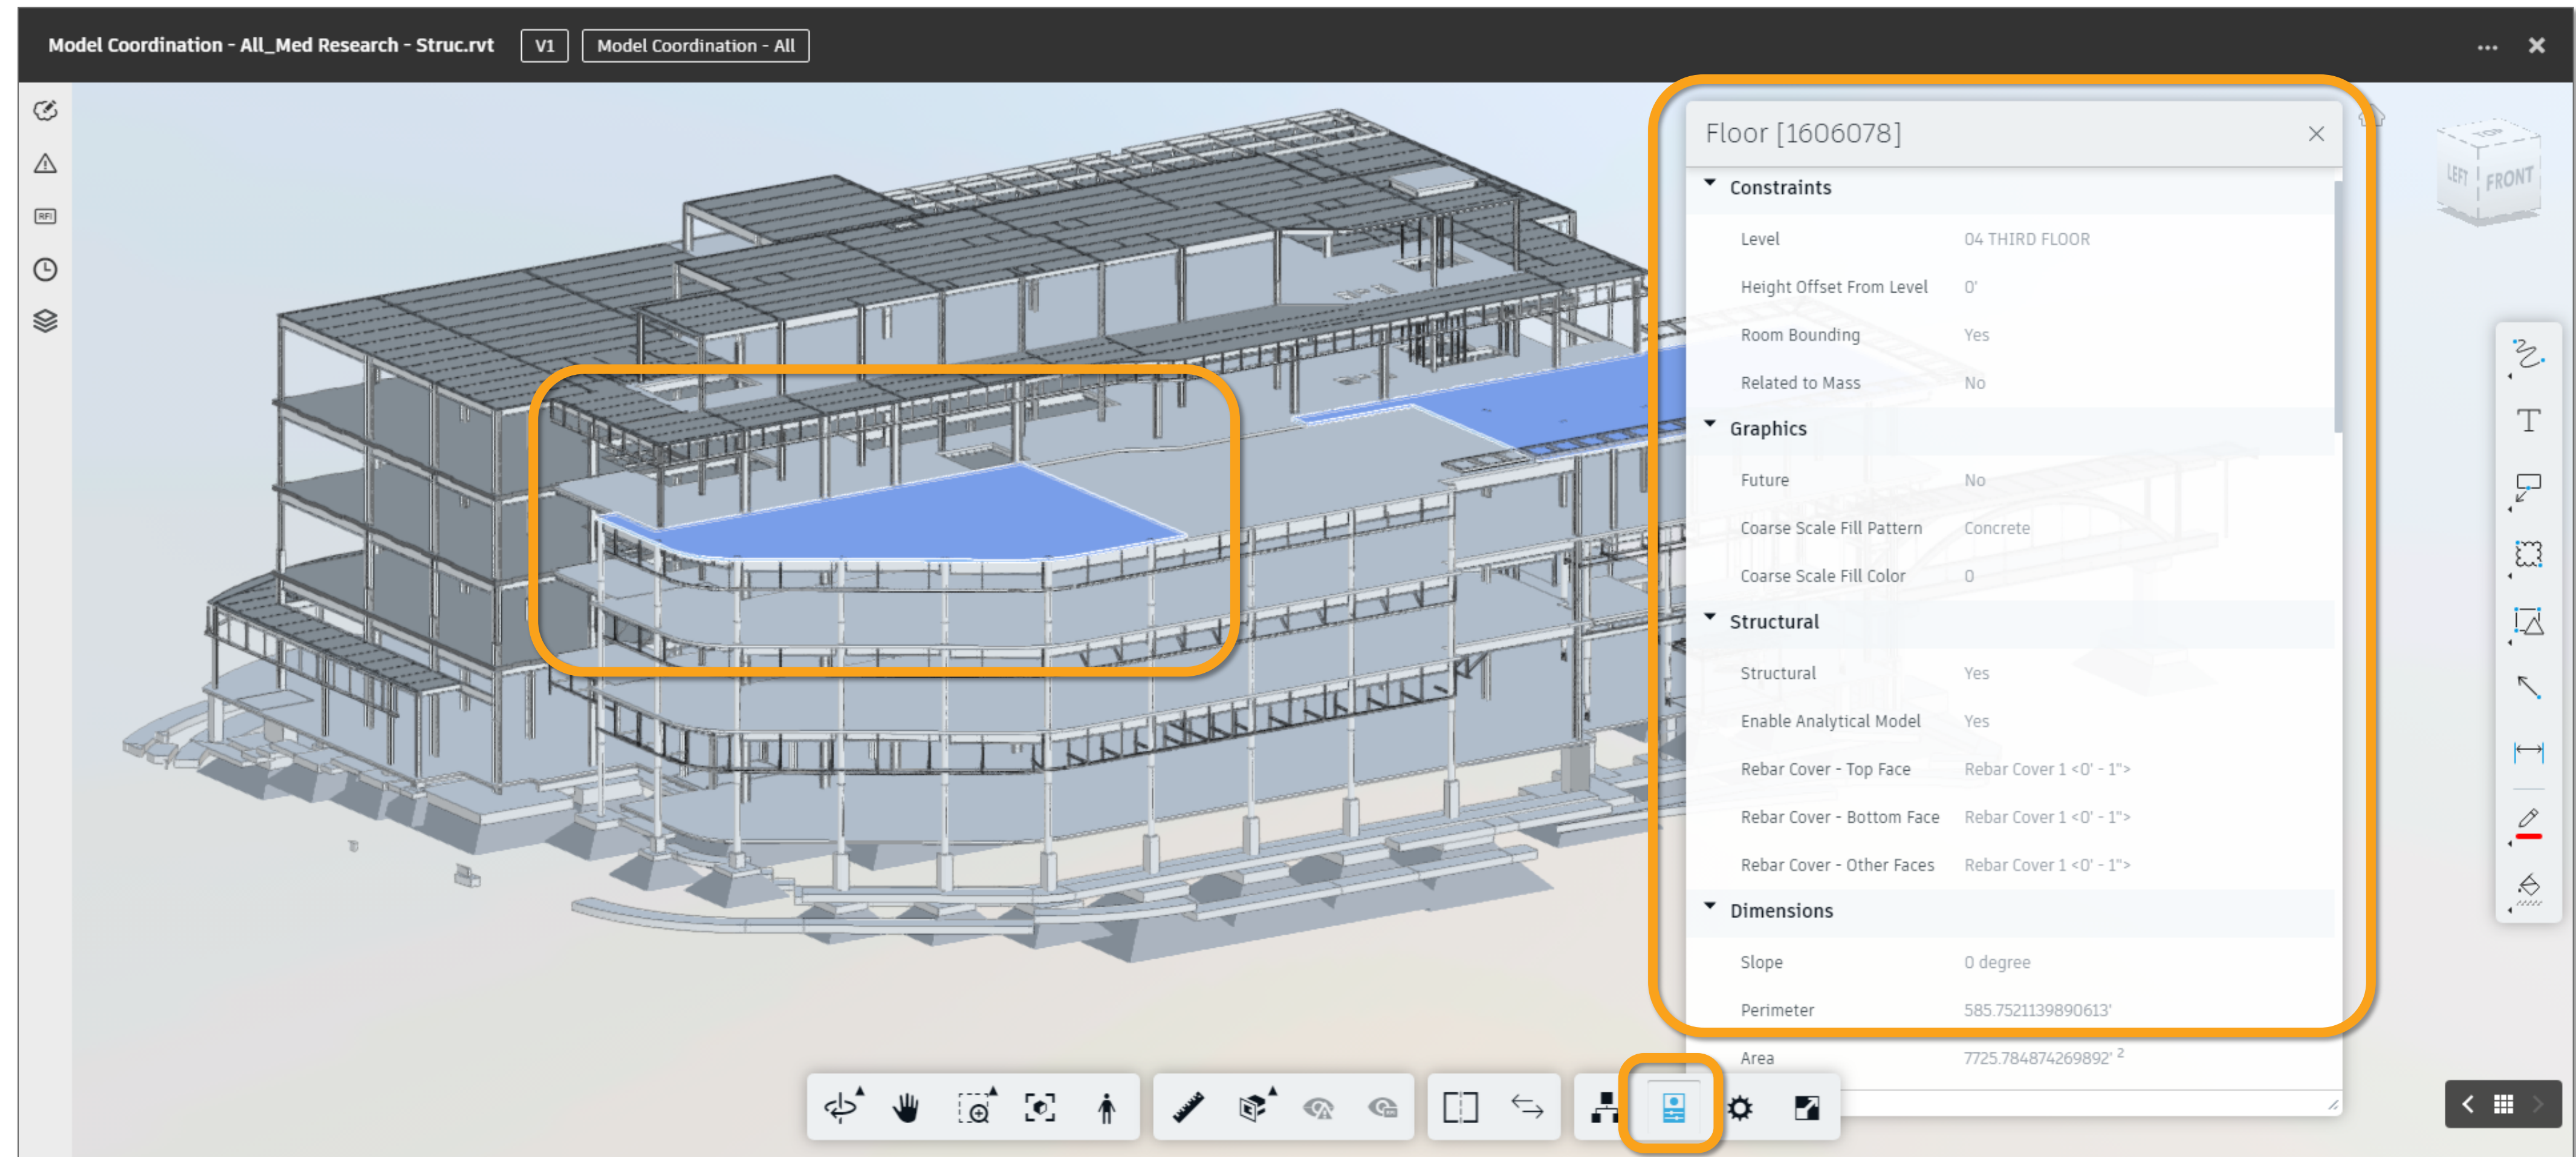 Model Coordination - All_Med Research - Struc.rvt V1 Model Coordination - All
RFI
Floor [1606078]
Constraints
Level 04 THIRD FLOOR
Height Offset From Level 0'
Room Bounding Yes
Related to Mass No
Graphics
Future No
Coarse Scale Fill Pattern Concrete
Coarse Scale Fill Color 0
Structural
Structural Yes
Enable Analytical Model Yes
Rebar Cover - Top Face Rebar Cover 1 <0' - 1">
Rebar Cover - Bottom Face Rebar Cover 1 <0' - 1">
Rebar Cover - Other Faces Rebar Cover 1 <0' - 1">
Dimensions
Slope 0 degree
Perimeter 585.7521139890613'
Area 7725.784874269892' 2
TOP
LEFT FRONT
T